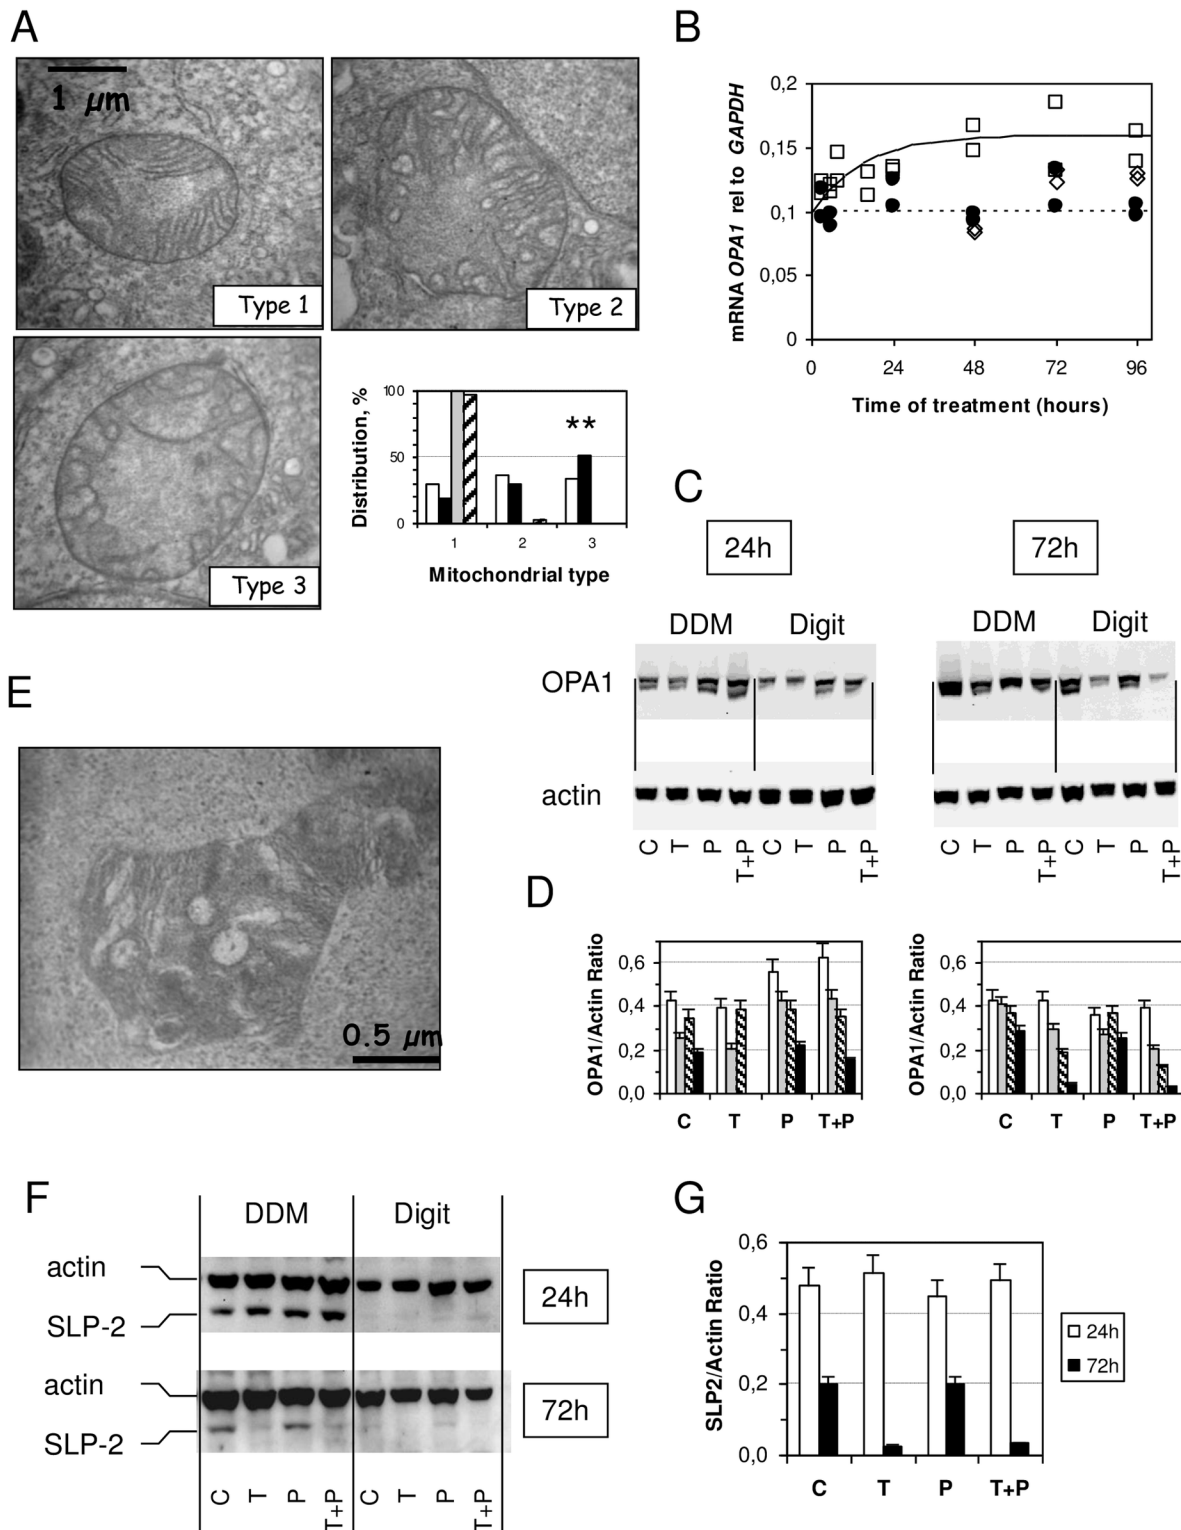 A
1 µm
Type 1
Type 2
Type 3
Distribution, %
100
50
0
1 2 3
**
Mitochondrial type
B
mRNA OPA1 rel to GAPDH
0,2
0,15
0,1
0,05
0
0 24 48 72 96
Time of treatment (hours)
C
24h
72h
DDM Digit
DDM Digit
OPA1
actin
C T P T+P C T P T+P
C T P T+P C T P T+P
D
OPA1/Actin Ratio
0,6
0,4
0,2
0,0
C T P T+P
OPA1/Actin Ratio
0,6
0,4
0,2
0,0
C T P T+P
E
0.5 µm
F
DDM Digit
actin
SLP-2
24h
actin
SLP-2
72h
C T P T+P C T P T+P
G
SLP2/Actin Ratio
0,6
0,4
0,2
0,0
C T P T+P
24h
72h